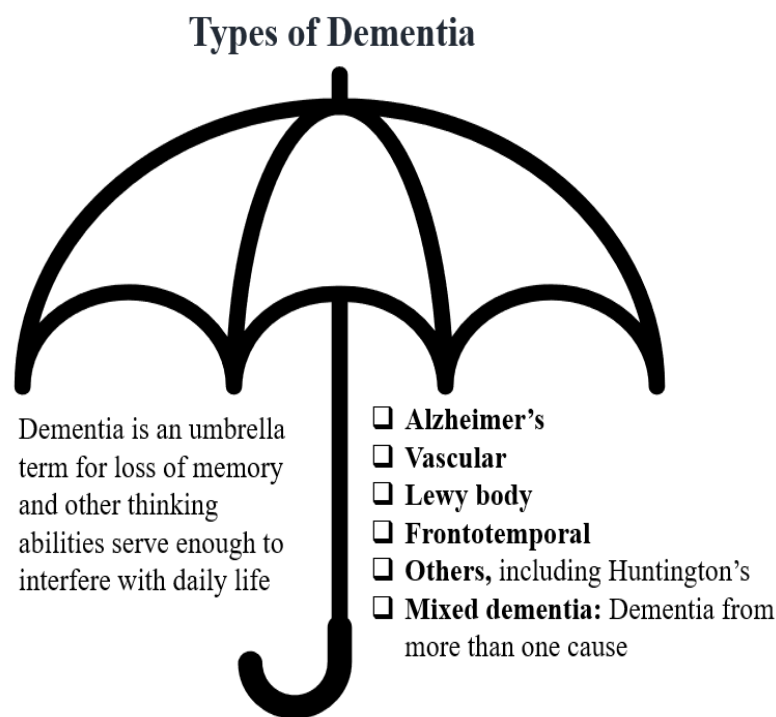 Types of Dementia
Dementia is an umbrella
term for loss of memory
and other thinking
abilities serve enough to
interfere with daily life
❑ Alzheimer’s
❑ Vascular
❑ Lewy body
❑ Frontotemporal
❑ Others, including Huntington’s
❑ Mixed dementia: Dementia from
more than one cause